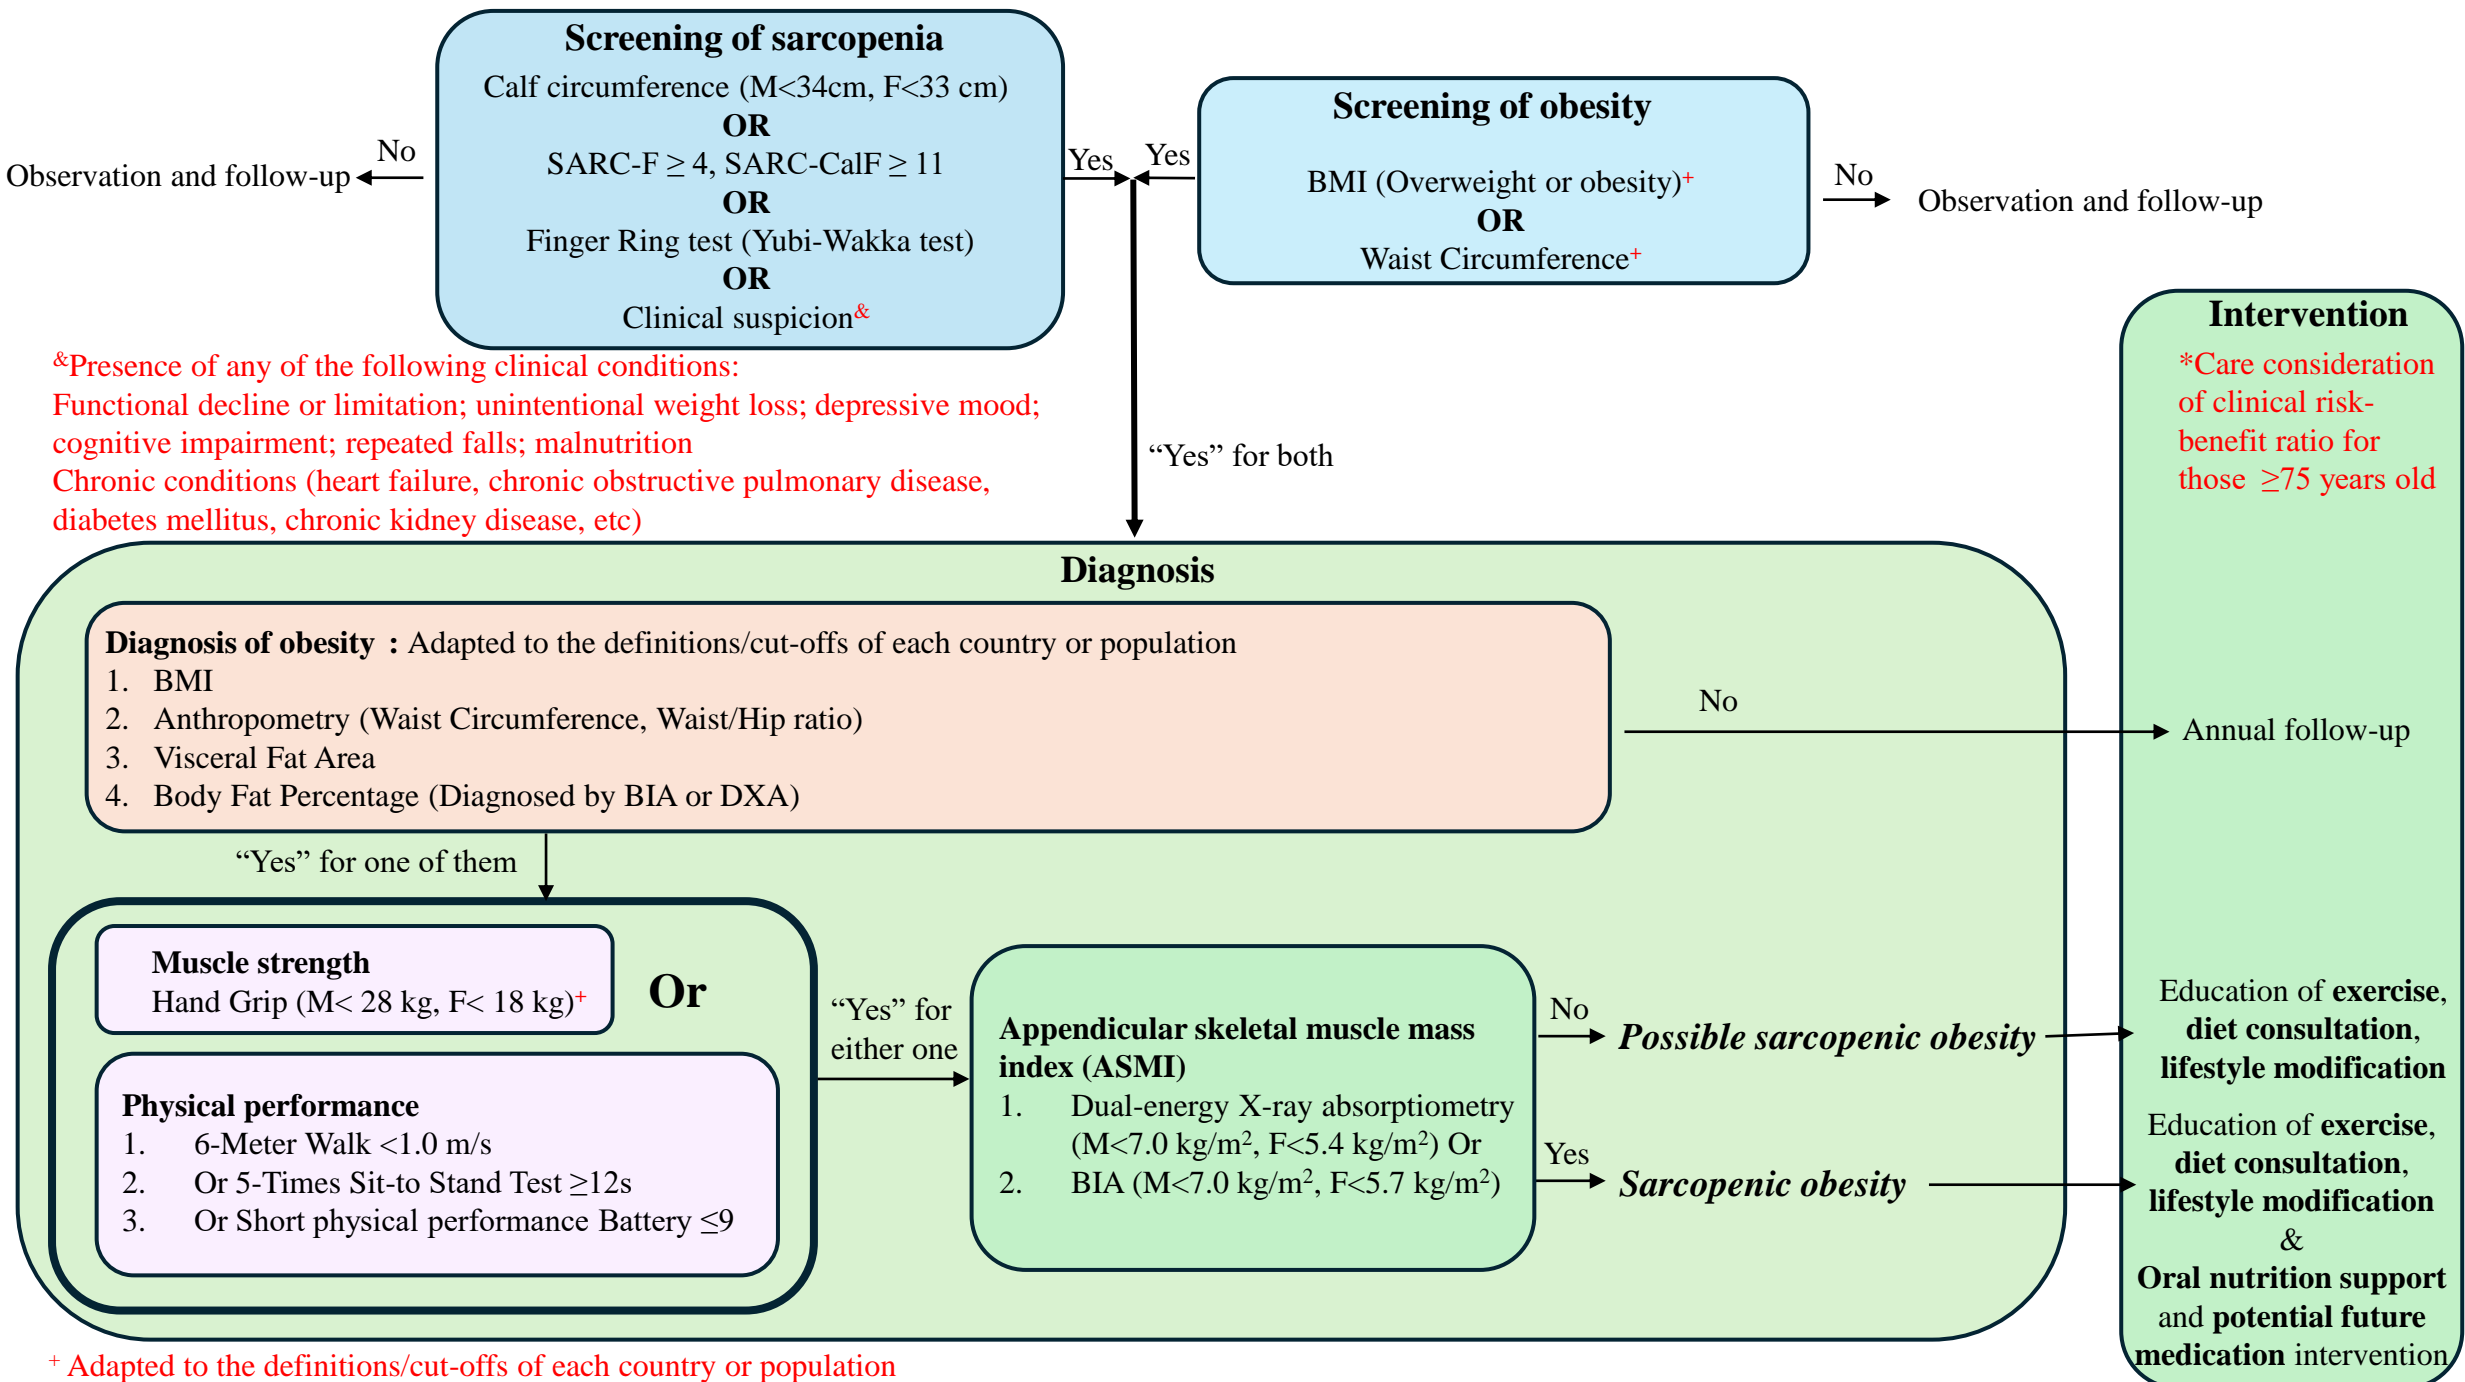 Screening of sarcopenia
Calf circumference (M<34cm, F<33 cm)
OR
SARC-F ≥ 4, SARC-CalF ≥ 11
OR
Finger Ring test (Yubi-Wakka test)
OR
Clinical suspicion&
No
Observation and follow-up
Yes
Yes
Screening of obesity
BMI (Overweight or obesity)+
OR
Waist Circumference+
No
Observation and follow-up
&Presence of any of the following clinical conditions:
Functional decline or limitation; unintentional weight loss; depressive mood;
cognitive impairment; repeated falls; malnutrition
Chronic conditions (heart failure, chronic obstructive pulmonary disease,
diabetes mellitus, chronic kidney disease, etc)
“Yes” for both
Intervention
*Care consideration
of clinical risk-
benefit ratio for
those ≥75 years old
Diagnosis
Diagnosis of obesity : Adapted to the definitions/cut-offs of each country or population
1. BMI
2. Anthropometry (Waist Circumference, Waist/Hip ratio)
3. Visceral Fat Area
4. Body Fat Percentage (Diagnosed by BIA or DXA)
No
Annual follow-up
“Yes” for one of them
Muscle strength
Hand Grip (M< 28 kg, F< 18 kg)+
Or
Physical performance
1. 6-Meter Walk <1.0 m/s
2. Or 5-Times Sit-to Stand Test ≥12s
3. Or Short physical performance Battery ≤9
“Yes” for
either one
Appendicular skeletal muscle mass
index (ASMI)
1. Dual-energy X-ray absorptiometry
(M<7.0 kg/m², F<5.4 kg/m²) Or
2. BIA (M<7.0 kg/m², F<5.7 kg/m²)
No
Possible sarcopenic obesity
Yes
Sarcopenic obesity
Education of exercise,
diet consultation,
lifestyle modification
Education of exercise,
diet consultation,
lifestyle modification
&
Oral nutrition support
and potential future
medication intervention
+ Adapted to the definitions/cut-offs of each country or population